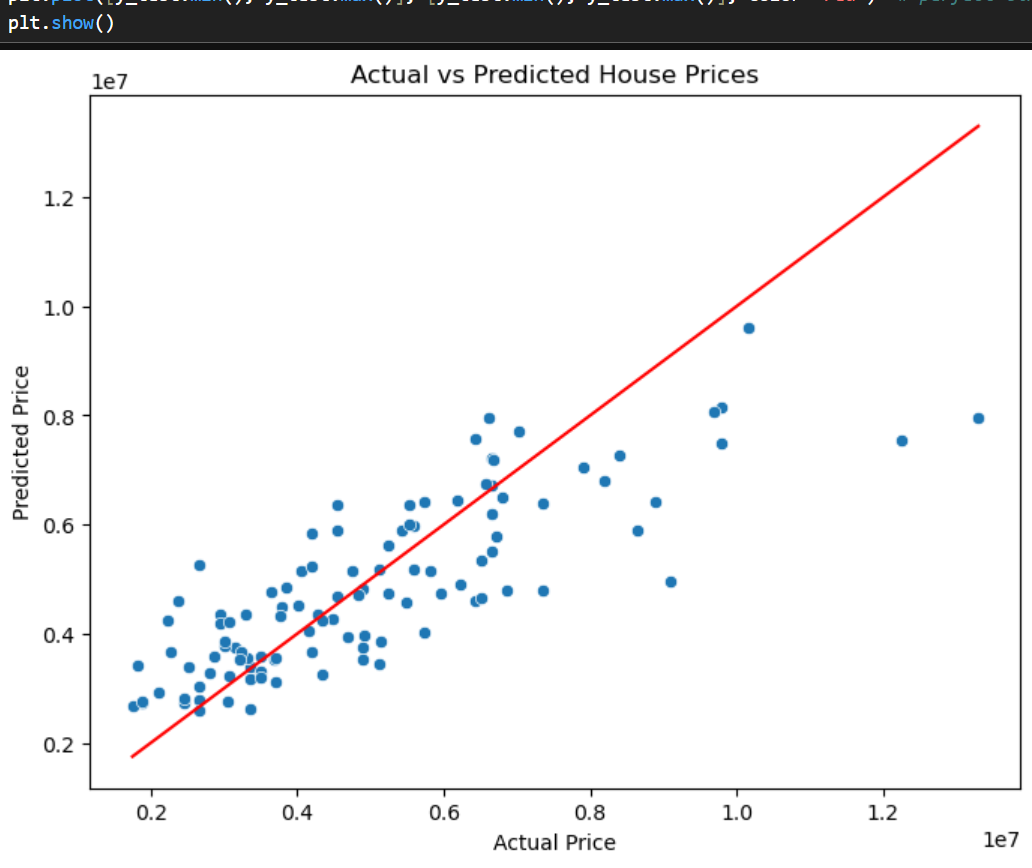 plt.show()
Actual vs Predicted House Prices
1e7
1.2
1.0
0.8
0.6
0.4
0.2
Predicted Price
0.2 0.4 0.6 0.8 1.0 1.2
1e7
Actual Price